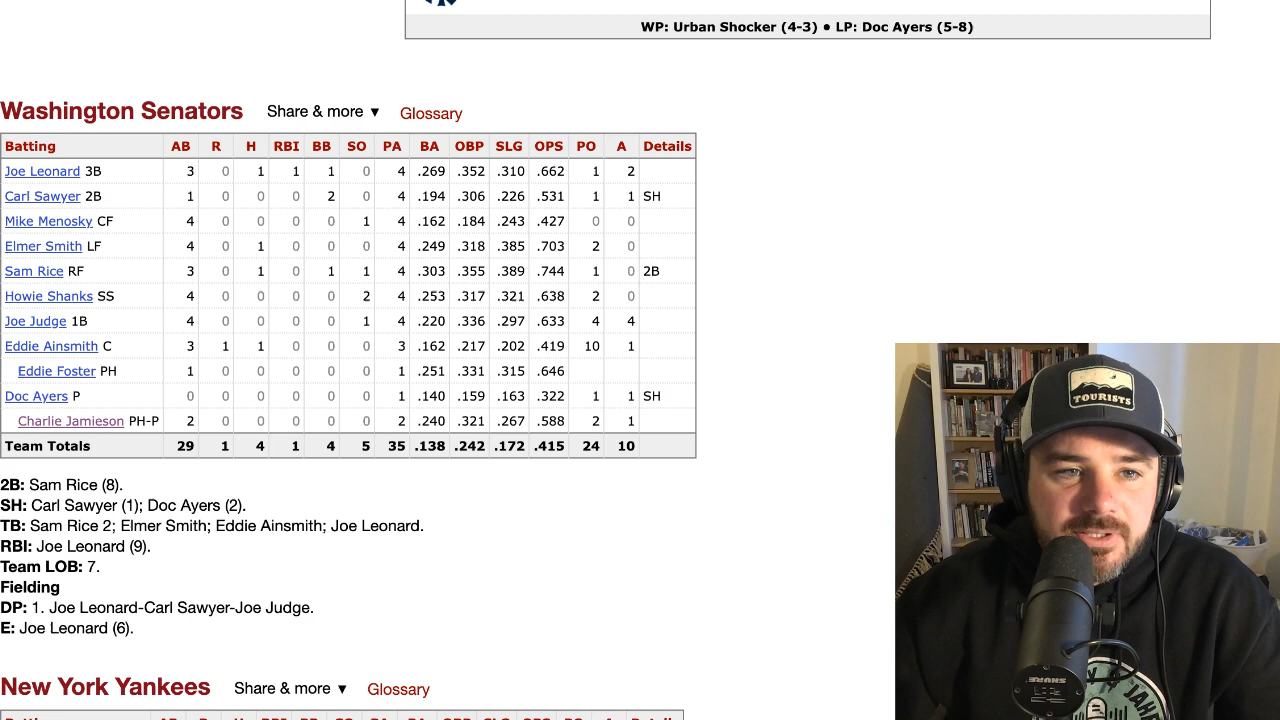 WP: Urban Shocker (4-3) • LP: Doc Ayers (5-8)
Washington Senators Share & more ▼ Glossary
Batting AB R H RBI BB SO PA BA OBP SLG OPS PO A Details
Joe Leonard 3B 3 0 1 1 1 0 4 .269 .352 .310 .662 1 2
Carl Sawyer 2B 1 0 0 0 2 0 4 .194 .306 .226 .531 1 1 SH
Mike Menosky CF 4 0 0 0 0 1 4 .162 .184 .243 .427 0 0
Elmer Smith LF 4 0 1 0 0 0 4 .249 .318 .385 .703 2 0
Sam Rice RF 3 0 1 0 1 1 4 .303 .355 .389 .744 1 0 2B
Howie Shanks SS 4 0 0 0 0 2 4 .253 .317 .321 .638 2 0
Joe Judge 1B 4 0 0 0 0 1 4 .220 .336 .297 .633 4 4
Eddie Ainsmith C 3 1 1 0 0 0 3 .162 .217 .202 .419 10 1
Eddie Foster PH 1 0 0 0 0 0 1 .251 .331 .315 .646
Doc Ayers P 0 0 0 0 0 0 1 .140 .159 .163 .322 1 1 SH
Charlie Jamieson PH-P 2 0 0 0 0 0 2 .240 .321 .267 .588 2 1
Team Totals 29 1 4 1 4 5 35 .138 .242 .172 .415 24 10
2B: Sam Rice (8).
SH: Carl Sawyer (1); Doc Ayers (2).
TB: Sam Rice 2; Elmer Smith; Eddie Ainsmith; Joe Leonard.
RBI: Joe Leonard (9).
Team LOB: 7.
Fielding
DP: 1. Joe Leonard-Carl Sawyer-Joe Judge.
E: Joe Leonard (6).
New York Yankees Share & more ▼ Glossary
TOURISTS
SHURE